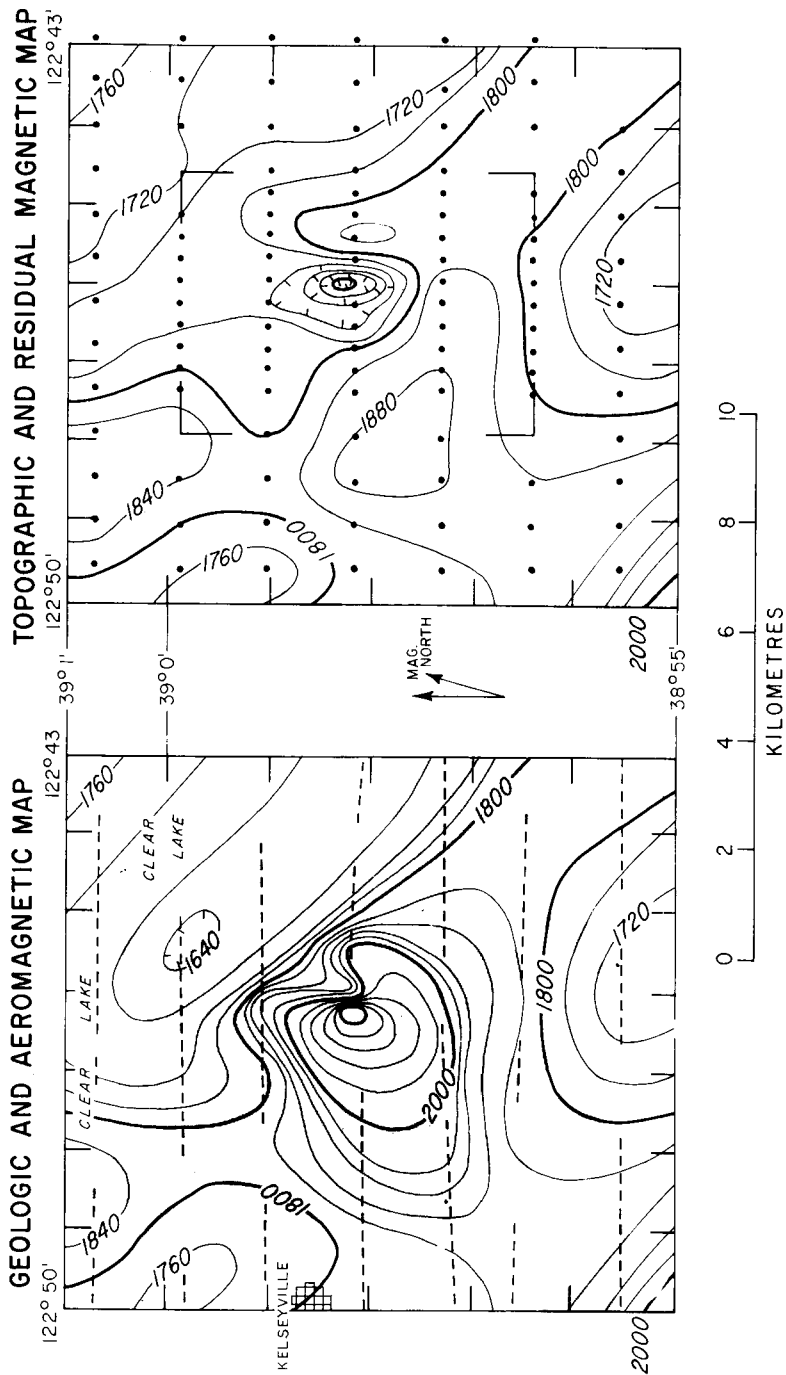 GEOLOGIC AND AEROMAGNETIC MAP
122° 50'
122° 43'
1840
1760
1800
KELSEYVILLE
CLEAR LAKE
CLEAR
LAKE
1760
1640
1800
2000
1800
1720
2000
TOPOGRAPHIC AND RESIDUAL MAGNETIC MAP
122° 50'
122° 43'
39° 1'
39° 0'
38° 55'
MAG.
NORTH
1840
1760
1800
1720
1760
1720
1800
1880
1800
1720
2000
0 2 4 6 8 10
KILOMETRES